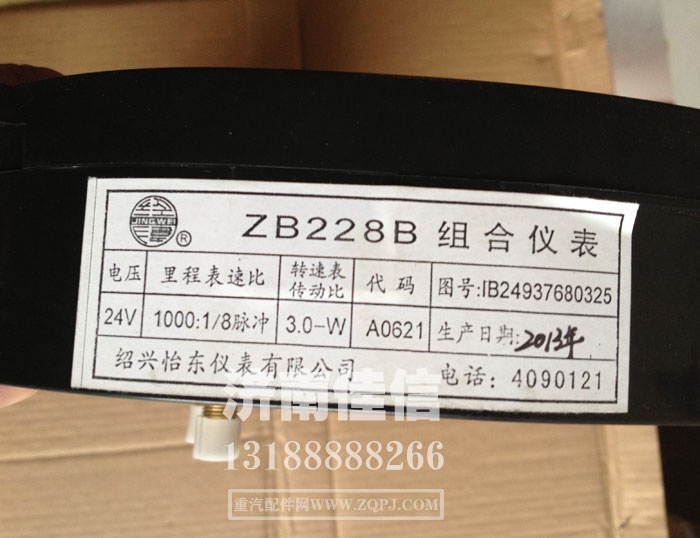 JING WEI
®
ZB228B 组合仪表
电压 里程表速比 转速表传动比 代码 图号:IB24937680325
24V 1000:1/8脉冲 3.0-W A0621 生产日期:2013年
绍兴怡东仪表有限公司 电话: 4090121
济南佳信
13188888266
重汽配件网www.ZQPJ.com